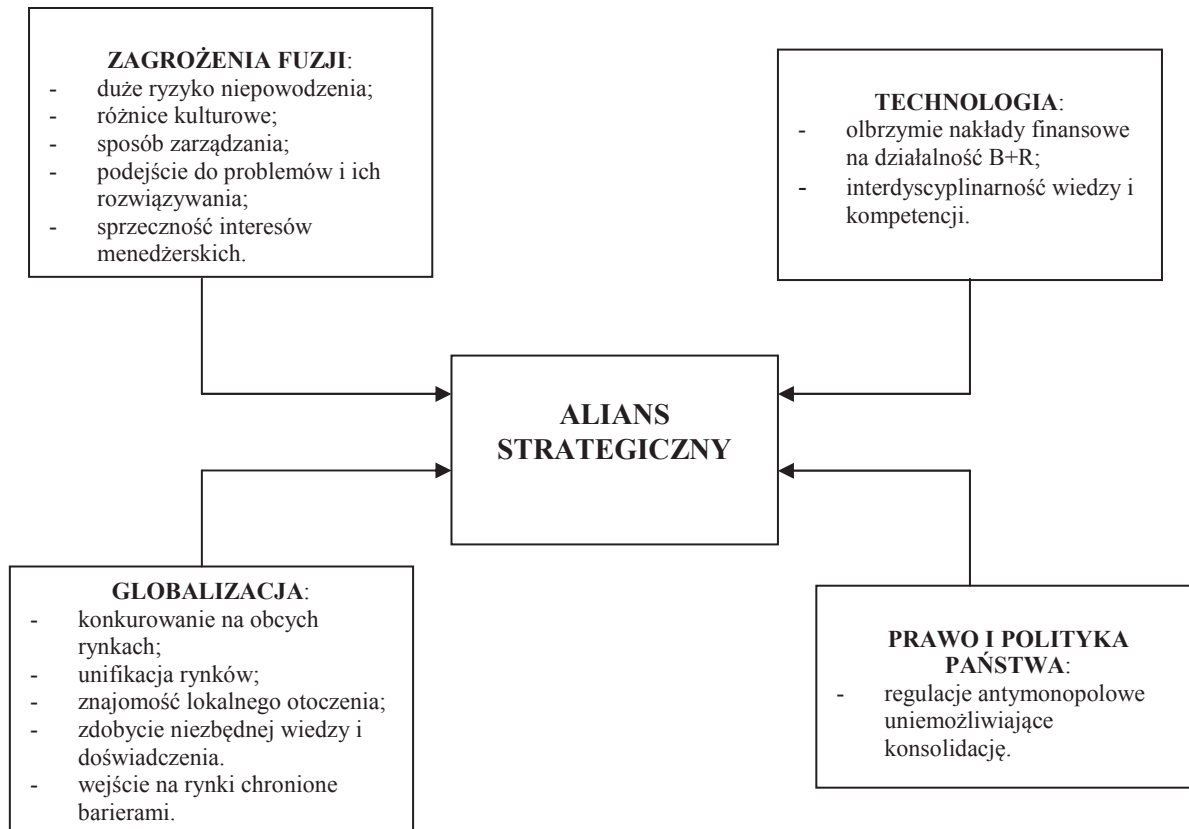 ZAGROŻENIA FUZJI:
- duże ryzyko niepowodzenia;
- różnice kulturowe;
- sposób zarządzania;
- podejście do problemów i ich
rozwiązywania;
- sprzeczność interesów
menedżerskich.
TECHNOLOGIA:
- olbrzymie nakłady finansowe
na działalność B+R;
- interdyscyplinarność wiedzy i
kompetencji.
ALIANS
STRATEGICZNY
GLOBALIZACJA:
- konkurowanie na obcych
rynkach;
- unifikacja rynków;
- znajomość lokalnego otoczenia;
- zdobycie niezbędnej wiedzy i
doświadczenia.
- wejście na rynki chronione
barierami.
PRAWO I POLITYKA
PAŃSTWA:
- regulacje antymonopolowe
uniemożliwiające
konsolidację.